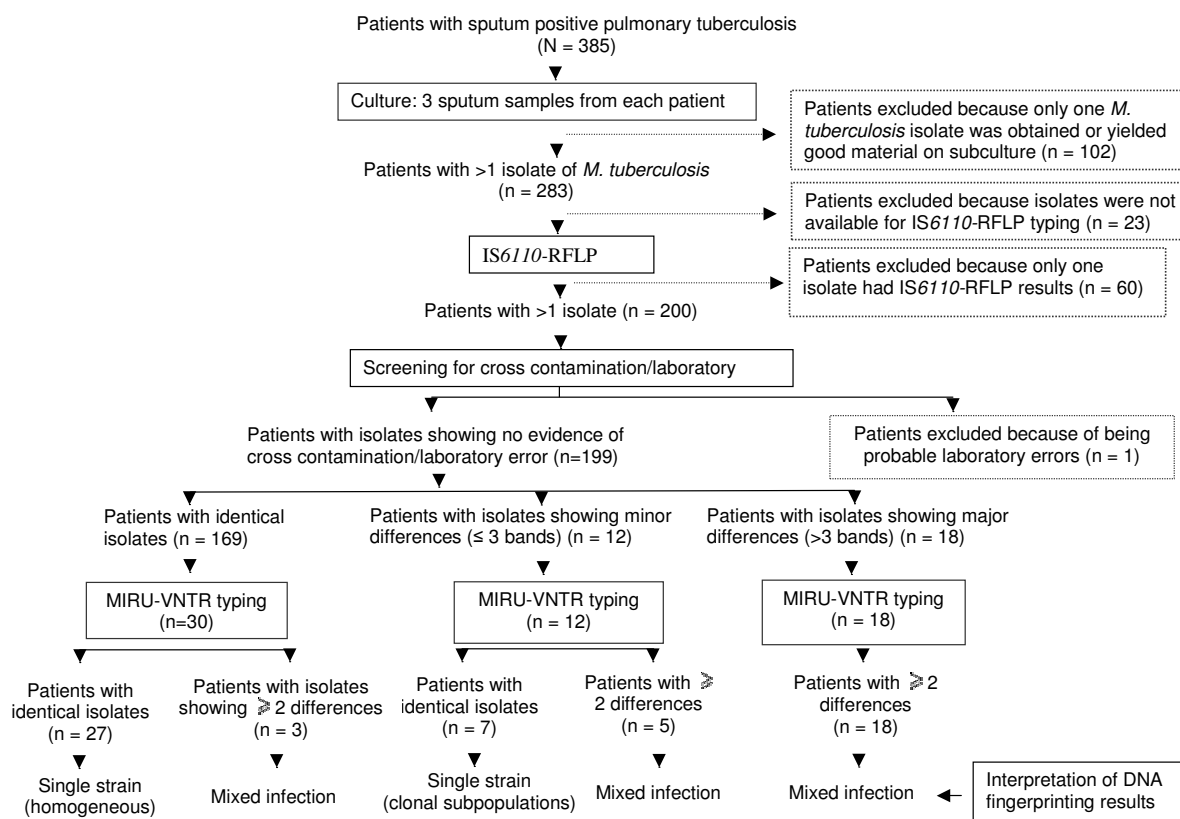 Patients with sputum positive pulmonary tuberculosis
(N = 385)
Culture: 3 sputum samples from each patient
Patients excluded because only one M.
tuberculosis isolate was obtained or yielded
good material on subculture (n = 102)
Patients with >1 isolate of M. tuberculosis
(n = 283)
Patients excluded because isolates were not
available for IS6110-RFLP typing (n = 23)
IS6110-RFLP
Patients excluded because only one
isolate had IS6110-RFLP results (n = 60)
Patients with >1 isolate (n = 200)
Screening for cross contamination/laboratory
Patients with isolates showing no evidence of
cross contamination/laboratory error (n=199)
Patients excluded because of being
probable laboratory errors (n = 1)
Patients with identical
isolates (n = 169)
Patients with isolates showing minor
differences (≤ 3 bands) (n = 12)
Patients with isolates showing major
differences (>3 bands) (n = 18)
MIRU-VNTR typing
(n=30)
MIRU-VNTR typing
(n = 12)
MIRU-VNTR typing
(n = 18)
Patients with
identical isolates
(n = 27)
Patients with isolates
showing ⩾ 2 differences
(n = 3)
Patients with
identical isolates
(n = 7)
Patients with ⩾
2 differences
(n = 5)
Patients with ⩾ 2
differences
(n = 18)
Single strain
(homogeneous)
Mixed infection
Single strain
(clonal subpopulations)
Mixed infection
Mixed infection
Interpretation of DNA
fingerprinting results